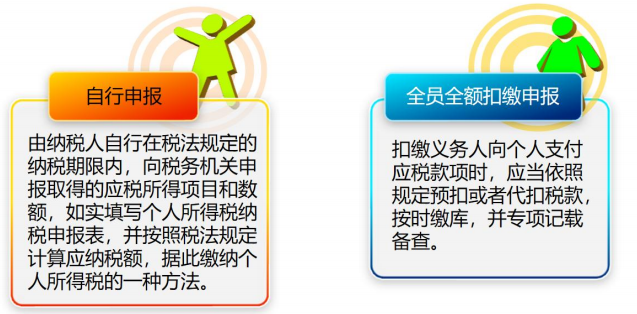 自行申报
由纳税人自行在税法规定的
纳税期限内，向税务机关申
报取得的应税所得项目和数
额，如实填写个人所得税纳
税申报表，并按照税法规定
计算应纳税额，据此缴纳个
人所得税的一种方法。
全员全额扣缴申报
扣缴义务人向个人支付
应税款项时，应当依照
规定预扣或者代扣税款，
按时缴库，并专项记载
备查。